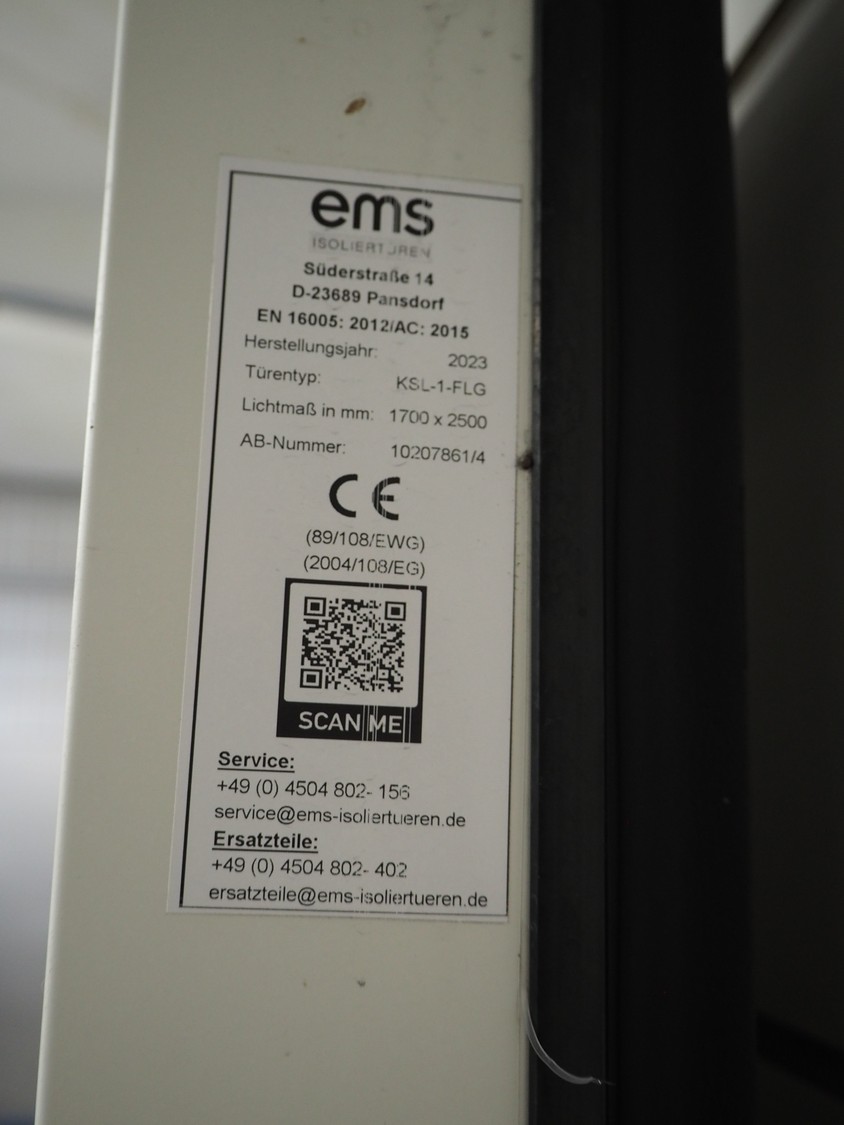 ems
ISOLIERTÜREN
Süderstraße 14
D-23689 Pansdorf
EN 16005: 2012/AC: 2015
Herstellungsjahr: 2023
Türentyp: KSL-1-FLG
Lichtmaß in mm: 1700 x 2500
AB-Nummer: 10207861/4
CE
(89/108/EWG)
(2004/108/EG)
SCAN ME
Service:
+49 (0) 4504 802- 156
service@ems-isoliertueren.de
Ersatzteile:
+49 (0) 4504 802- 402
ersatzteile@ems-isoliertueren.de